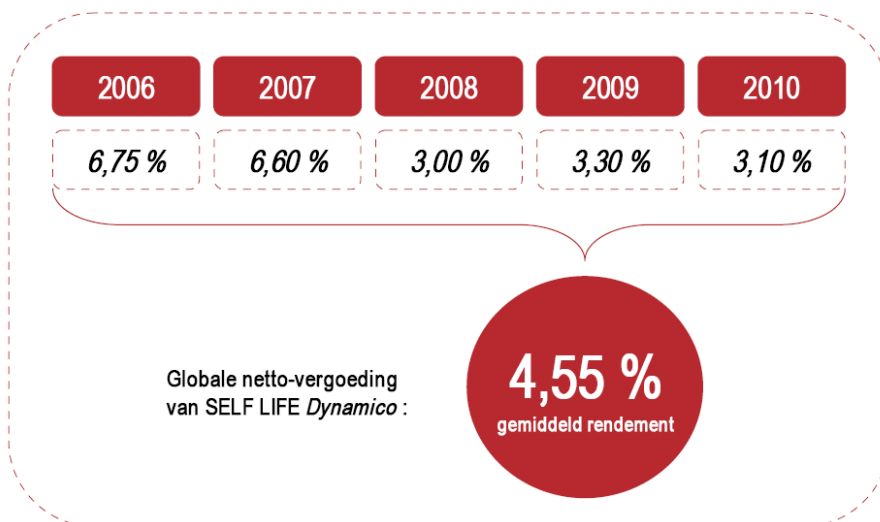 2006 2007 2008 2009 2010
6,75 % 6,60 % 3,00 % 3,30 % 3,10 %
Globale netto-vergoeding
van SELF LIFE Dynamico :
4,55 %
gemiddeld rendement